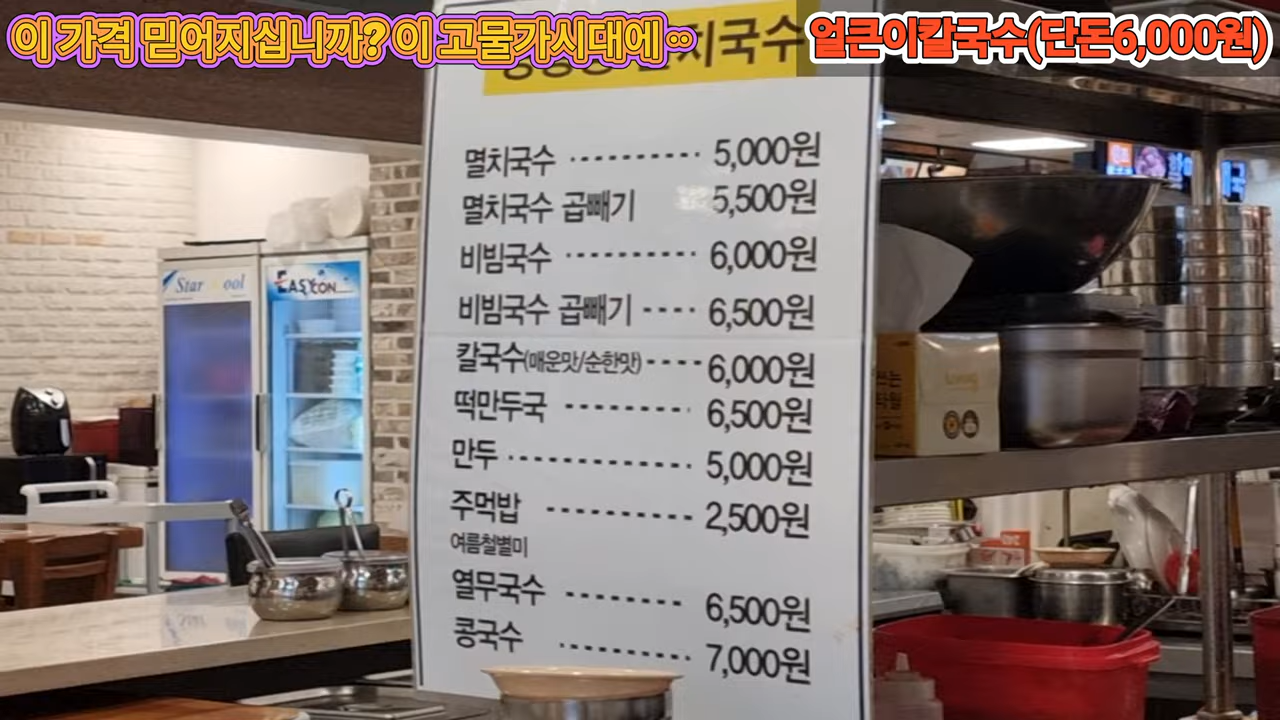 이 가격 믿어지십니까? 이 고물가시대에··
얼큰이칼국수(단돈6,000원)
치국수
멸치국수 5,000원
멸치국수 곱빼기 5,500원
비빔국수 6,000원
비빔국수 곱빼기 6,500원
칼국수(매운맛/순한맛) 6,000원
떡만두국 6,500원
만두 5,000원
주먹밥 2,500원
여름철별미
열무국수 6,500원
콩국수 7,000원
Star ool
EASYCON